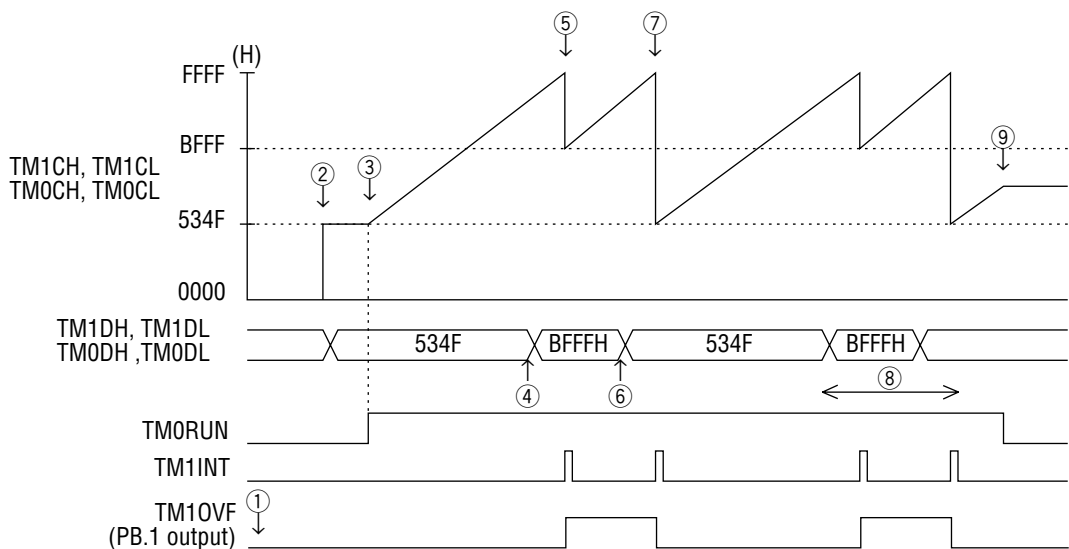 (H)
FFFF
BFFF
534F
0000
TM1CH, TM1CL
TM0CH, TM0CL
②
③
⑤
⑦
⑨
TM1DH, TM1DL
TM0DH ,TM0DL
534F
BFFFH
534F
BFFFH
④
⑥
⑧
TM0RUN
TM1INT
TM1OVF
(PB.1 output)
①